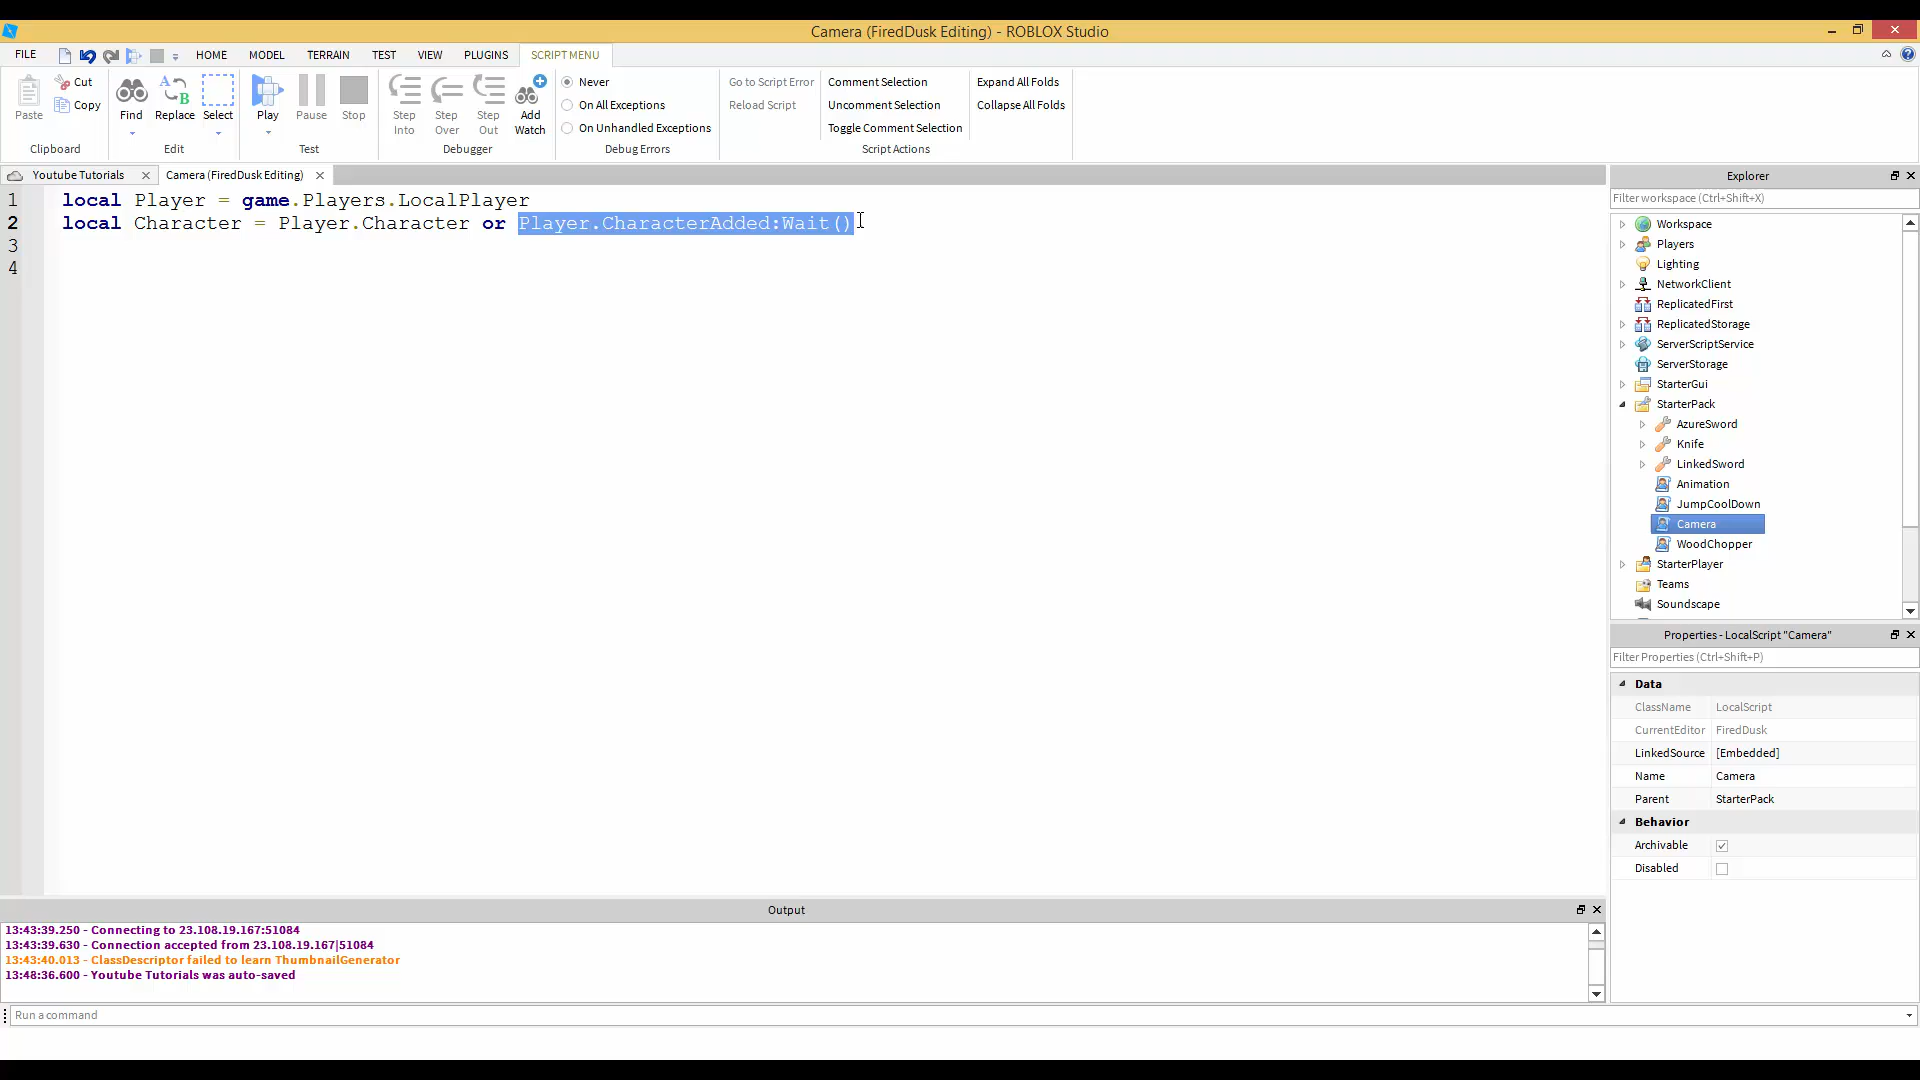 Camera (FiredDusk Editing) - ROBLOX Studio
FILE HOME MODEL TERRAIN TEST VIEW PLUGINS SCRIPT MENU
Paste
Cut
Copy
Clipboard
Find
Replace
Select
Edit
Play
Pause
Stop
Test
Step Into
Step Over
Step Out
Add Watch
Debugger
Never
On All Exceptions
On Unhandled Exceptions
Debug Errors
Go to Script Error
Reload Script
Comment Selection
Uncomment Selection
Toggle Comment Selection
Script Actions
Expand All Folds
Collapse All Folds
Youtube Tutorials
Camera (FiredDusk Editing)
1 local Player = game.Players.LocalPlayer
2 local Character = Player.Character or Player.CharacterAdded:Wait()
3
4
Explorer
Filter workspace (Ctrl+Shift+X)
Workspace
Players
Lighting
NetworkClient
ReplicatedFirst
ReplicatedStorage
ServerScriptService
ServerStorage
StarterGui
StarterPack
AzureSword
Knife
LinkedSword
Animation
JumpCoolDown
Camera
WoodChopper
StarterPlayer
Teams
Soundscape
Properties - LocalScript "Camera"
Filter Properties (Ctrl+Shift+P)
Data
ClassName LocalScript
CurrentEditor FiredDusk
LinkedSource [Embedded]
Name Camera
Parent StarterPack
Behavior
Archivable
Disabled
Output
13:43:39.250 - Connecting to 23.108.19.167:51084
13:43:39.630 - Connection accepted from 23.108.19.167|51084
13:43:40.013 - ClassDescriptor failed to learn ThumbnailGenerator
13:48:36.600 - Youtube Tutorials was auto-saved
Run a command